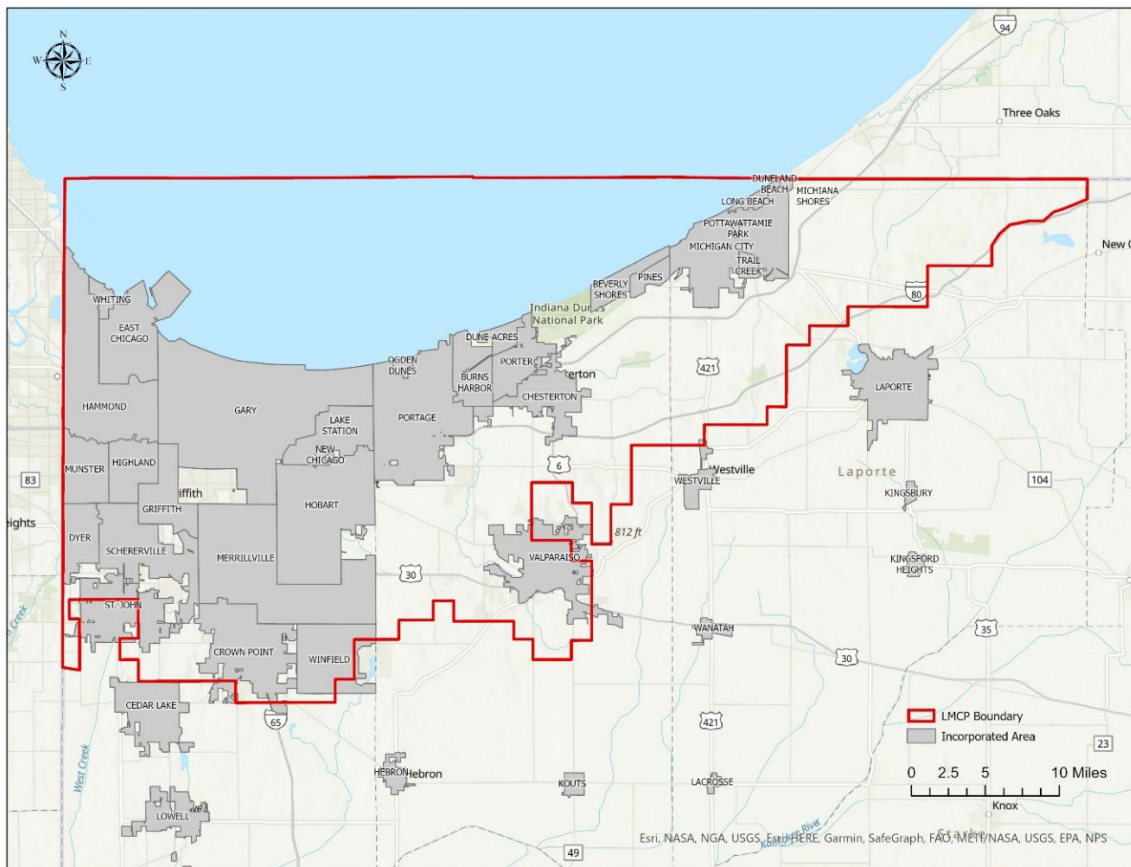 N
W E
S
94
Three Oaks
DUNELAND
BEACH
MICHIANA
SHORES
LONG BEACH
POTTAWATTAMIE
PARK
MICHIGAN CITY
TRAIL
CREEK
New C
PINES
BEVERLY
SHORES
80
WHITING
EAST
CHICAGO
Indiana Dunes
National Park
DUNE ACRES
PORTER
OGDEN
DUNES
BURNS
HARBOR
421
CHESTERTON
kerton
LAPORTE
HAMMOND
GARY
PORTAGE
LAKE
STATION
NEW
CHICAGO
MUNSTER
HIGHLAND
6
Westville
WESTVILLE
Laporte
104
83
riffith
GRIFFITH
HOBART
KINGSBURY
eights
DYER
SCHERERVILLE
MERRILLVILLE
812 ft
VALPARAISO
KINGSFORD
HEIGHTS
30
ST. JOHN
WANATAH
35
30
CROWN POINT
WINFIELD
CEDAR LAKE
65
421
LMCP Boundary
Incorporated Area
23
West Creek
HEBRON
Hebron
KOUTS
LACROSSE
0 2.5 5 10 Miles
Knox
LOWELL
49
Esri, NASA, NGA, USGS, Esri, HERE, Garmin, SafeGraph, FAO, METI/NASA, USGS, EPA, NPS